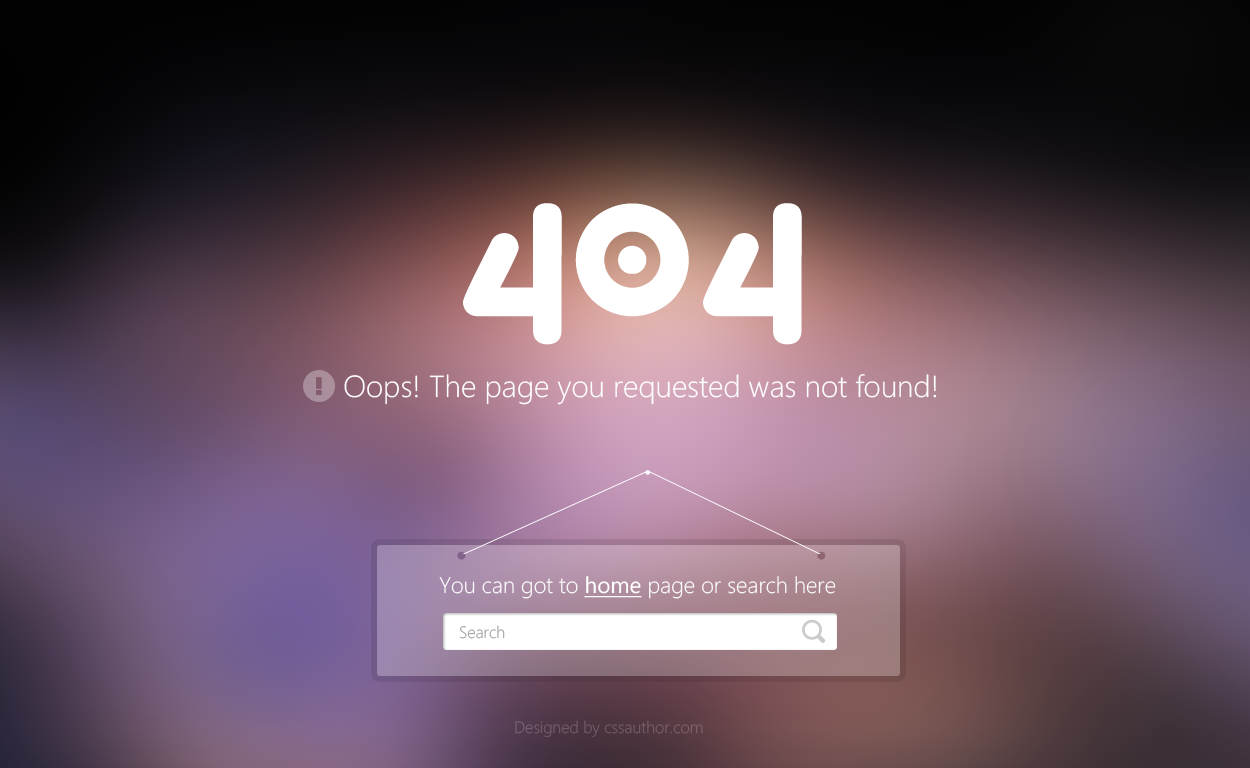 404
Oops! The page you requested was not found!
You can got to home page or search here
Search
Designed by cssauthor.com